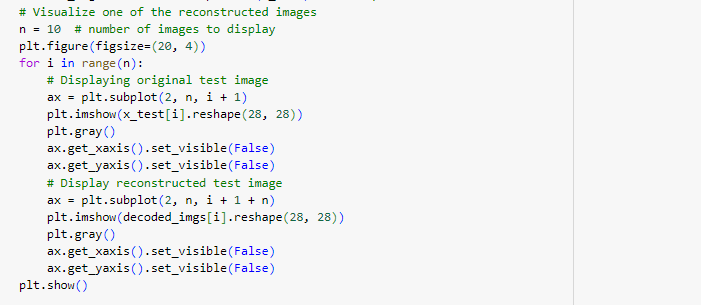 # Visualize one of the reconstructed images
n = 10  # number of images to display
plt.figure(figsize=(20, 4))
for i in range(n):
    # Displaying original test image
    ax = plt.subplot(2, n, i + 1)
    plt.imshow(x_test[i].reshape(28, 28))
    plt.gray()
    ax.get_xaxis().set_visible(False)
    ax.get_yaxis().set_visible(False)
    # Display reconstructed test image
    ax = plt.subplot(2, n, i + 1 + n)
    plt.imshow(decoded_imgs[i].reshape(28, 28))
    plt.gray()
    ax.get_xaxis().set_visible(False)
    ax.get_yaxis().set_visible(False)
plt.show()